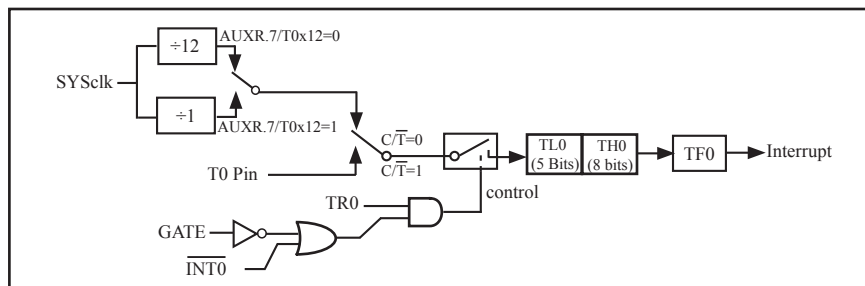 AUXR.7/T0x12=0
÷12
SYSclk
÷1
AUXR.7/T0x12=1
C/T̅=0
C/T̅=1
T0 Pin
TL0
(5 Bits)
TH0
(8 bits)
TF0
Interrupt
control
TR0
GATE
I̅N̅T̅0̅